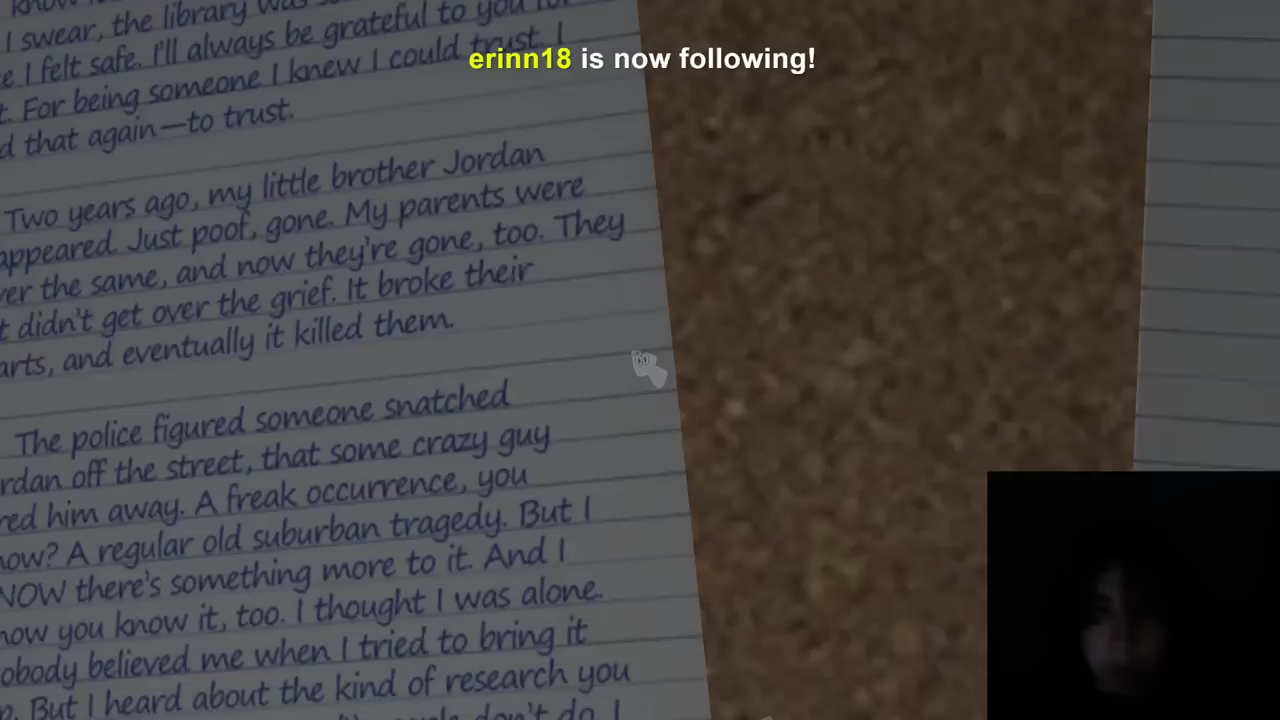 I swear, the library was
e I felt safe. I'll always be grateful to you for
t. For being someone I knew I could trust. I
d that again—to trust.
Two years ago, my little brother Jordan
appeared. Just poof, gone. My parents were
ver the same, and now they're gone, too. They
t didn't get over the grief. It broke their
arts, and eventually it killed them.
The police figured someone snatched
rdan off the street, that some crazy guy
red him away. A freak occurrence, you
now? A regular old suburban tragedy. But I
NOW there's something more to it. And I
now you know it, too. I thought I was alone.
obody believed me when I tried to bring it
p. But I heard about the kind of research you
don't do. I
erinn18 is now following!